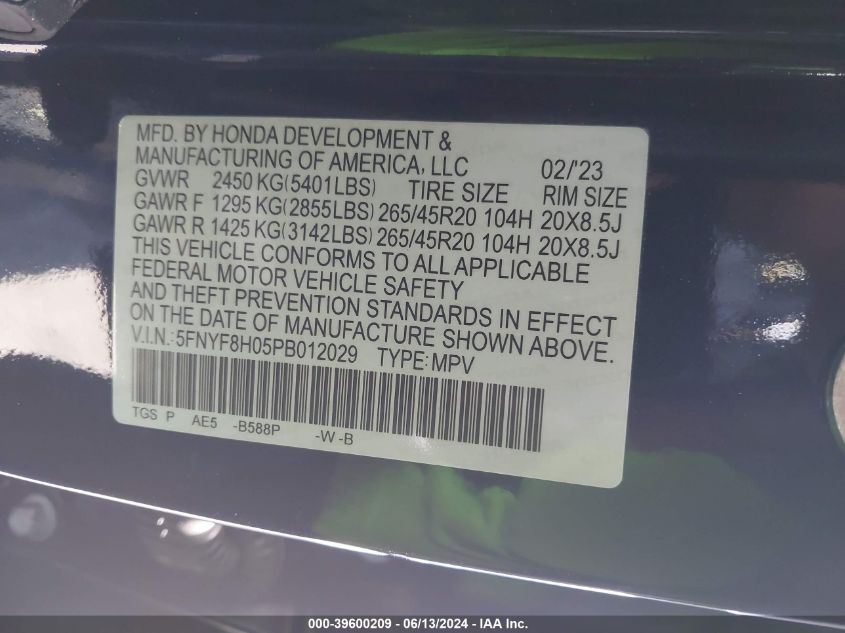 MFD. BY HONDA DEVELOPMENT &
MANUFACTURING OF AMERICA, LLC 02/'23
GVWR 2450 KG(5401LBS) TIRE SIZE RIM SIZE
GAWR F 1295 KG(2855LBS) 265/45R20 104H 20X8.5J
GAWR R 1425 KG(3142LBS) 265/45R20 104H 20X8.5J
THIS VEHICLE CONFORMS TO ALL APPLICABLE
FEDERAL MOTOR VEHICLE SAFETY
AND THEFT PREVENTION STANDARDS IN EFFECT
ON THE DATE OF MANUFACTURE SHOWN ABOVE.
V.I.N.:5FNYF8H05PB012029 TYPE:MPV
TGS P AE5 -B588P -W -B
000-39600209 - 06/13/2024 - IAA Inc.